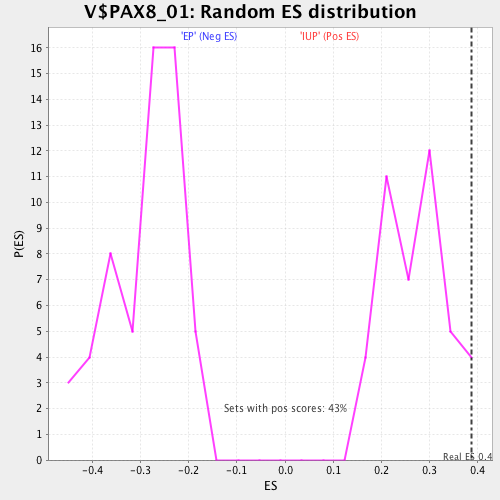 V$PAX8_01: Random ES distribution
'EP' (Neg ES) 'IUP' (Pos ES)
16
15
14
13
12
11
10
9
8
7
6
5
4
3
2
1
0
P(ES)
Sets with pos scores: 43%
Real ES 0.4
-0.4 -0.3 -0.2 -0.1 0.0 0.1 0.2 0.3 0.4
ES